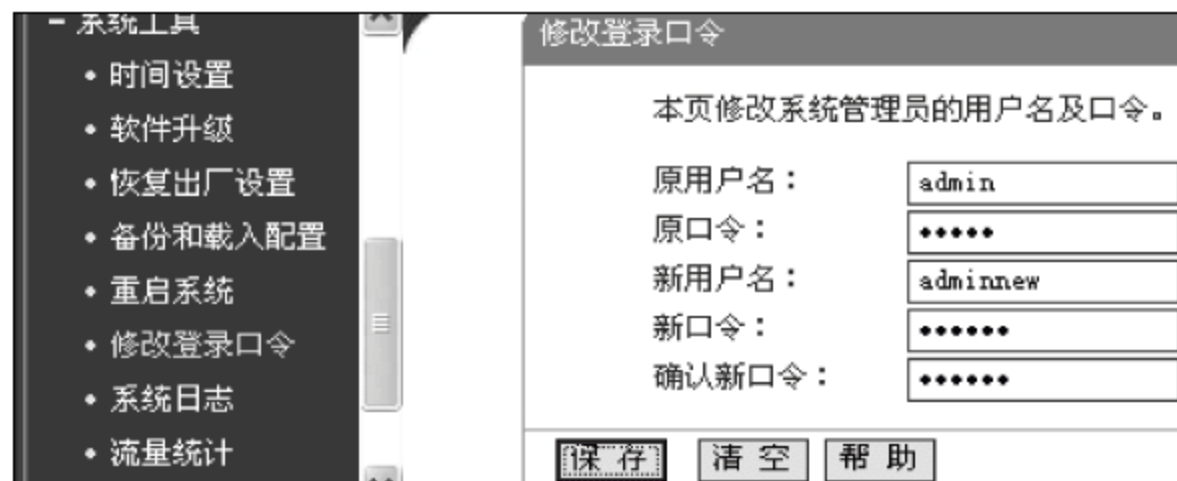 - 系统工具
• 时间设置
• 软件升级
• 恢复出厂设置
• 备份和载入配置
• 重启系统
• 修改登录口令
• 系统日志
• 流量统计
修改登录口令
本页修改系统管理员的用户名及口令。
原用户名： admin
原口令： •••••
新用户名： adminnew
新口令： ••••••
确认新口令： ••••••
保 存 清 空 帮 助